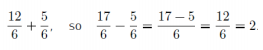 12/6 + 5/6, so 17/6 − 5/6 = (17 − 5)/6 = 12/6 = 2.